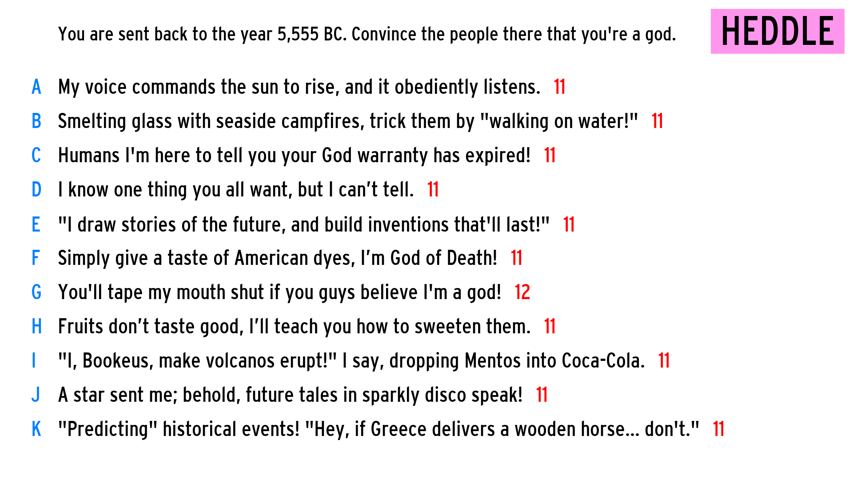 You are sent back to the year 5,555 BC. Convince the people there that you're a god.
HEDDLE
A My voice commands the sun to rise, and it obediently listens. 11
B Smelting glass with seaside campfires, trick them by "walking on water!" 11
C Humans I'm here to tell you your God warranty has expired! 11
D I know one thing you all want, but I can’t tell. 11
E "I draw stories of the future, and build inventions that'll last!" 11
F Simply give a taste of American dyes, I’m God of Death! 11
G You'll tape my mouth shut if you guys believe I'm a god! 12
H Fruits don’t taste good, I’ll teach you how to sweeten them. 11
I "I, Bookeus, make volcanos erupt!" I say, dropping Mentos into Coca-Cola. 11
J A star sent me; behold, future tales in sparkly disco speak! 11
K "Predicting" historical events! "Hey, if Greece delivers a wooden horse... don't." 11